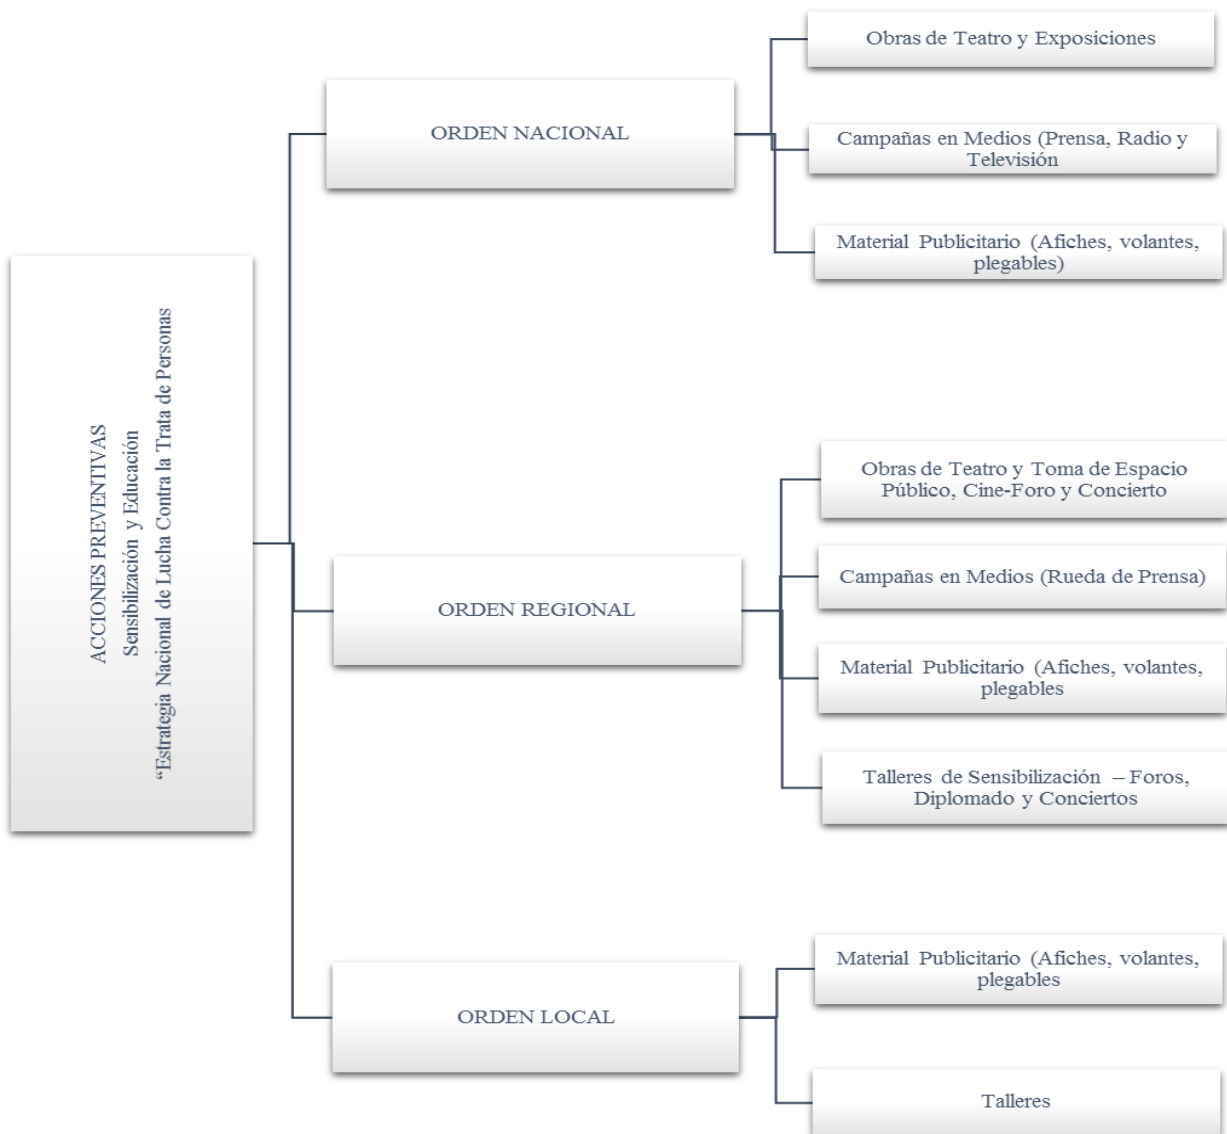 ACCIONES PREVENTIVAS
Sensibilización y Educación
“Estrategia Nacional de Lucha Contra la Trata de Personas
ORDEN NACIONAL
Obras de Teatro y Exposiciones
Campañas en Medios (Prensa, Radio y
Televisión
Material Publicitario (Afiches, volantes,
plegables)
ORDEN REGIONAL
Obras de Teatro y Toma de Espacio
Público, Cine-Foro y Concierto
Campañas en Medios (Rueda de Prensa)
Material Publicitario (Afiches, volantes,
plegables
Talleres de Sensibilización – Foros,
Diplomado y Conciertos
ORDEN LOCAL
Material Publicitario (Afiches, volantes,
plegables
Talleres